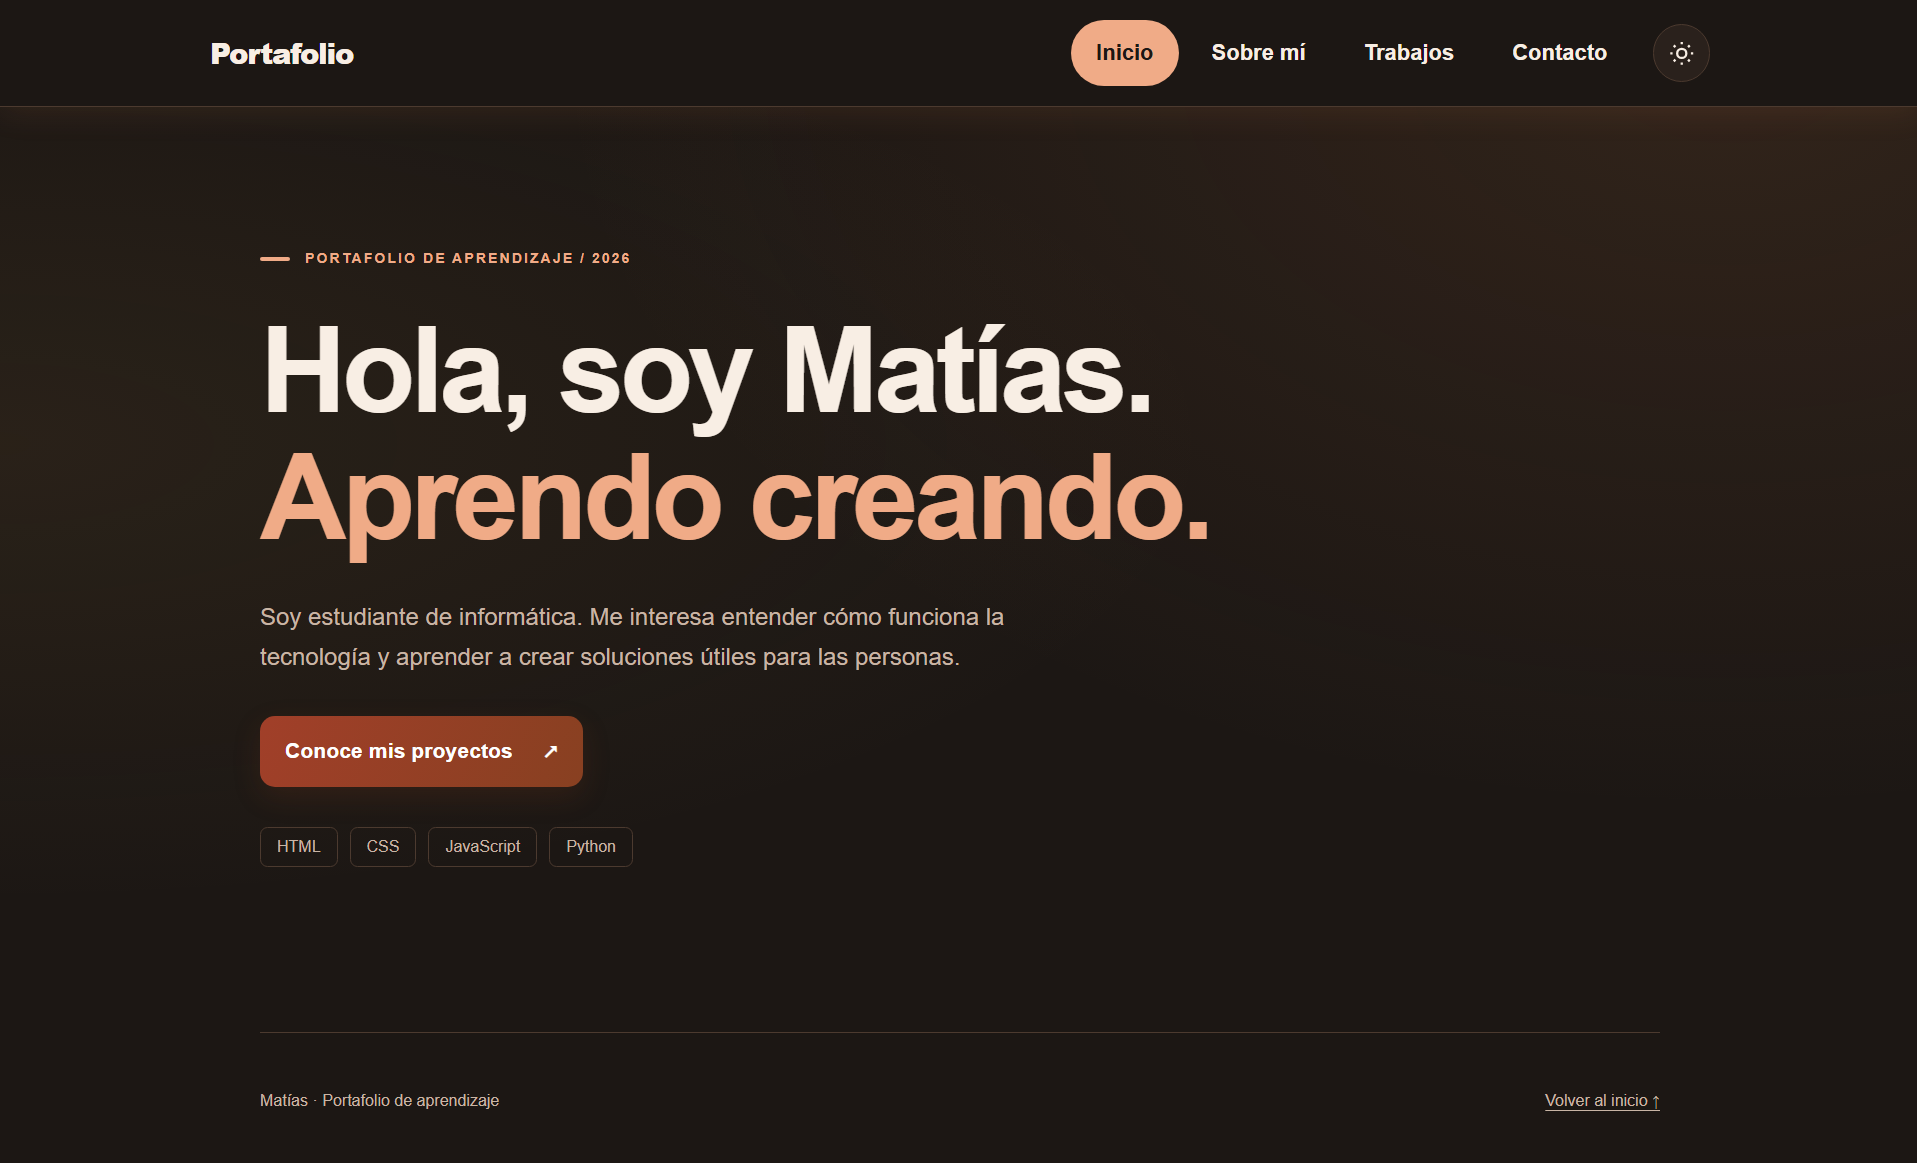 Portafolio
Inicio
Sobre mí
Trabajos
Contacto
PORTAFOLIO DE APRENDIZAJE / 2026
Hola, soy Matías.
Aprendo creando.
Soy estudiante de informática. Me interesa entender cómo funciona la
tecnología y aprender a crear soluciones útiles para las personas.
Conoce mis proyectos ↗
HTML
CSS
JavaScript
Python
Matías · Portafolio de aprendizaje
Volver al inicio ↑